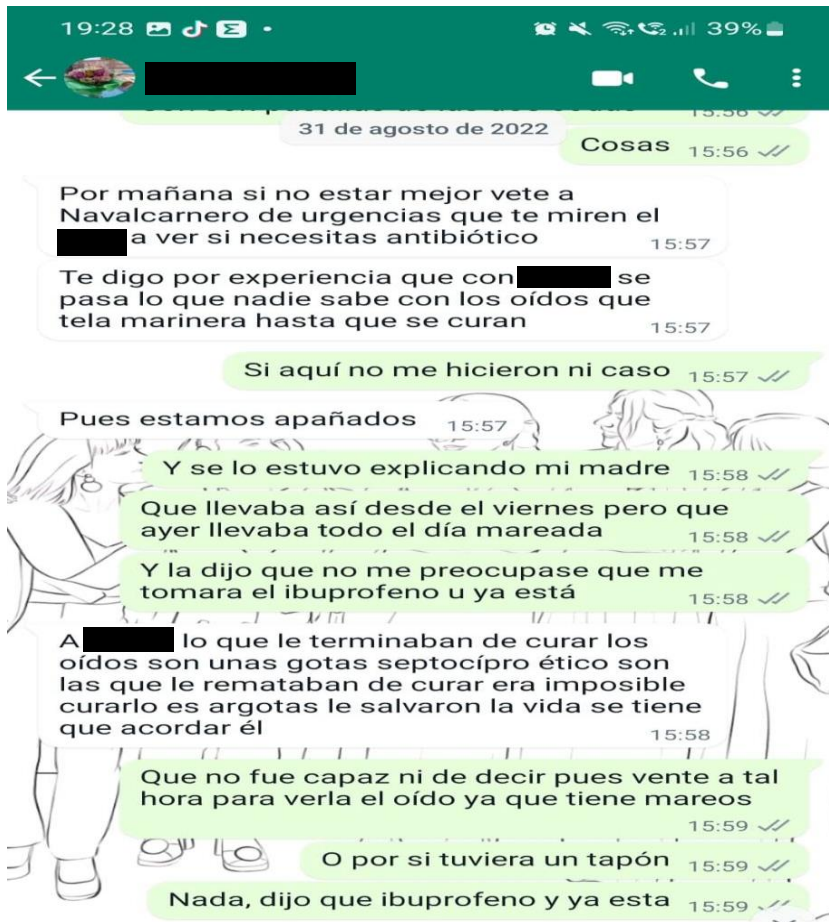 19:28
39%
31 de agosto de 2022
15:56
Cosas 15:56
Por mañana si no estar mejor vete a
Navalcarnero de urgencias que te miren el
a ver si necesitas antibiótico 15:57
Te digo por experiencia que con se
pasa lo que nadie sabe con los oídos que
tela marinera hasta que se curan 15:57
Si aquí no me hicieron ni caso 15:57
Pues estamos apañados 15:57
Y se lo estuvo explicando mi madre 15:58
Que llevaba así desde el viernes pero que
ayer llevaba todo el día mareada 15:58
Y la dijo que no me preocupase que me
tomara el ibuprofeno u ya está 15:58
A lo que le terminaban de curar los
oídos son unas gotas septocípro ético son
las que le remataban de curar era imposible
curarlo es argotas le salvaron la vida se tiene
que acordar él 15:58
Que no fue capaz ni de decir pues vente a tal
hora para verla el oído ya que tiene mareos
15:59
O por si tuviera un tapón 15:59
Nada, dijo que ibuprofeno y ya esta 15:59